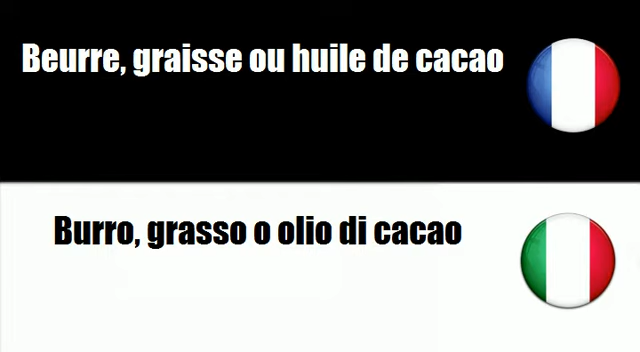 Beurre, graisse ou huile de cacao
Burro, grasso o olio di cacao